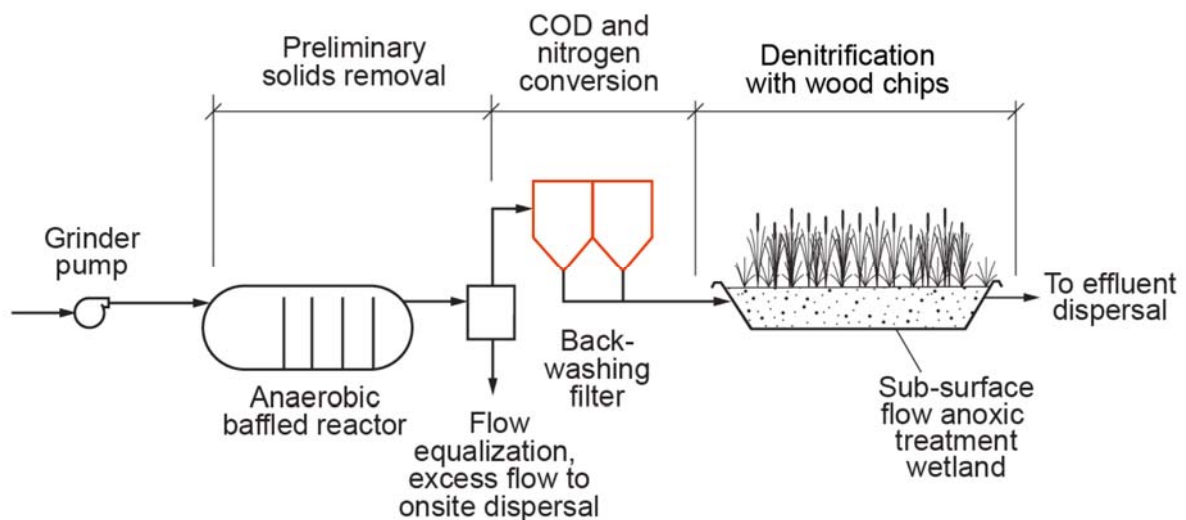 Preliminary
solids removal
COD and
nitrogen
conversion
Denitrification
with wood chips
Grinder
pump
Anaerobic
baffled reactor
Flow
equalization,
excess flow to
onsite dispersal
Back-
washing
filter
Sub-surface
flow anoxic
treatment
wetland
To effluent
dispersal